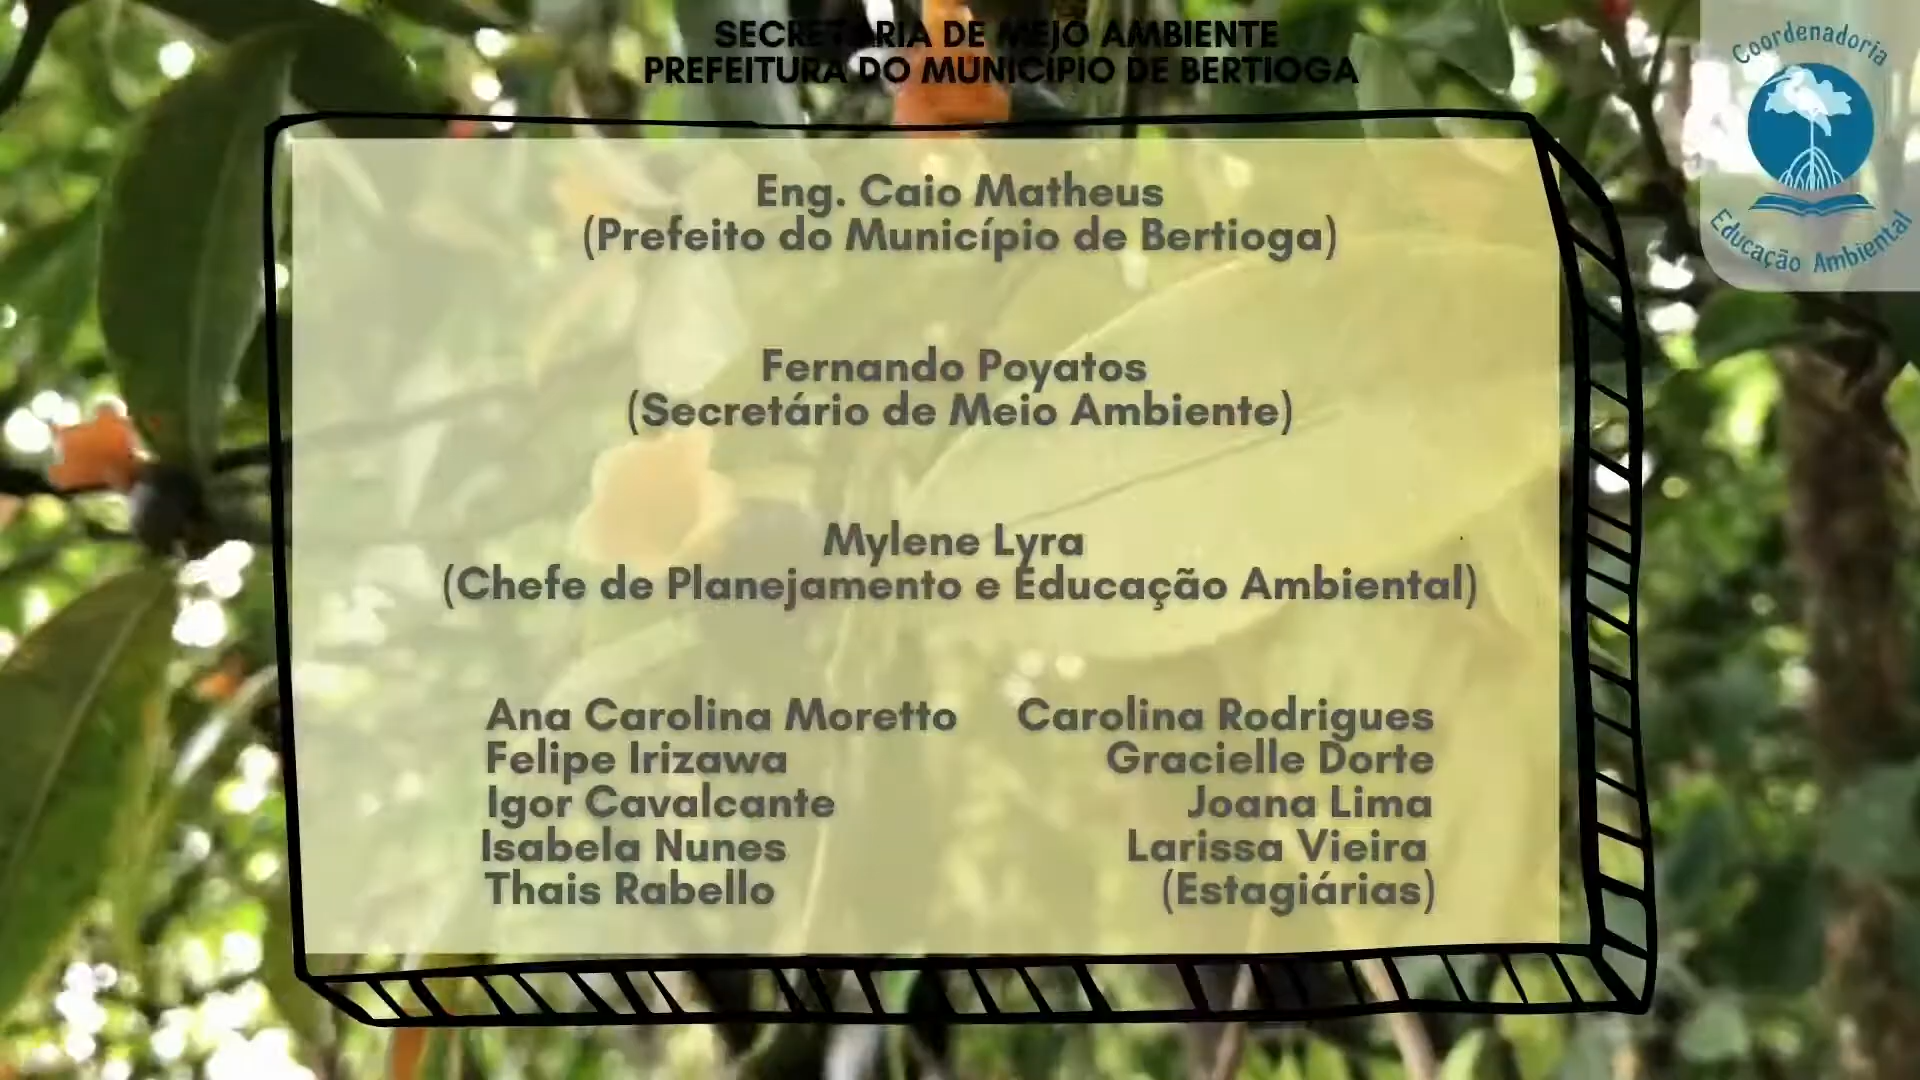 SECRETARIA DE MEIO AMBIENTE
PREFEITURA DO MUNICÍPIO DE BERTIOGA
Coordenadoria
Educação Ambiental
Eng. Caio Matheus
(Prefeito do Município de Bertioga)
Fernando Poyatos
(Secretário de Meio Ambiente)
Mylene Lyra
(Chefe de Planejamento e Educação Ambiental)
Ana Carolina Moretto
Felipe Irizawa
Igor Cavalcante
Isabela Nunes
Thais Rabello
Carolina Rodrigues
Gracielle Dorte
Joana Lima
Larissa Vieira
(Estagiárias)